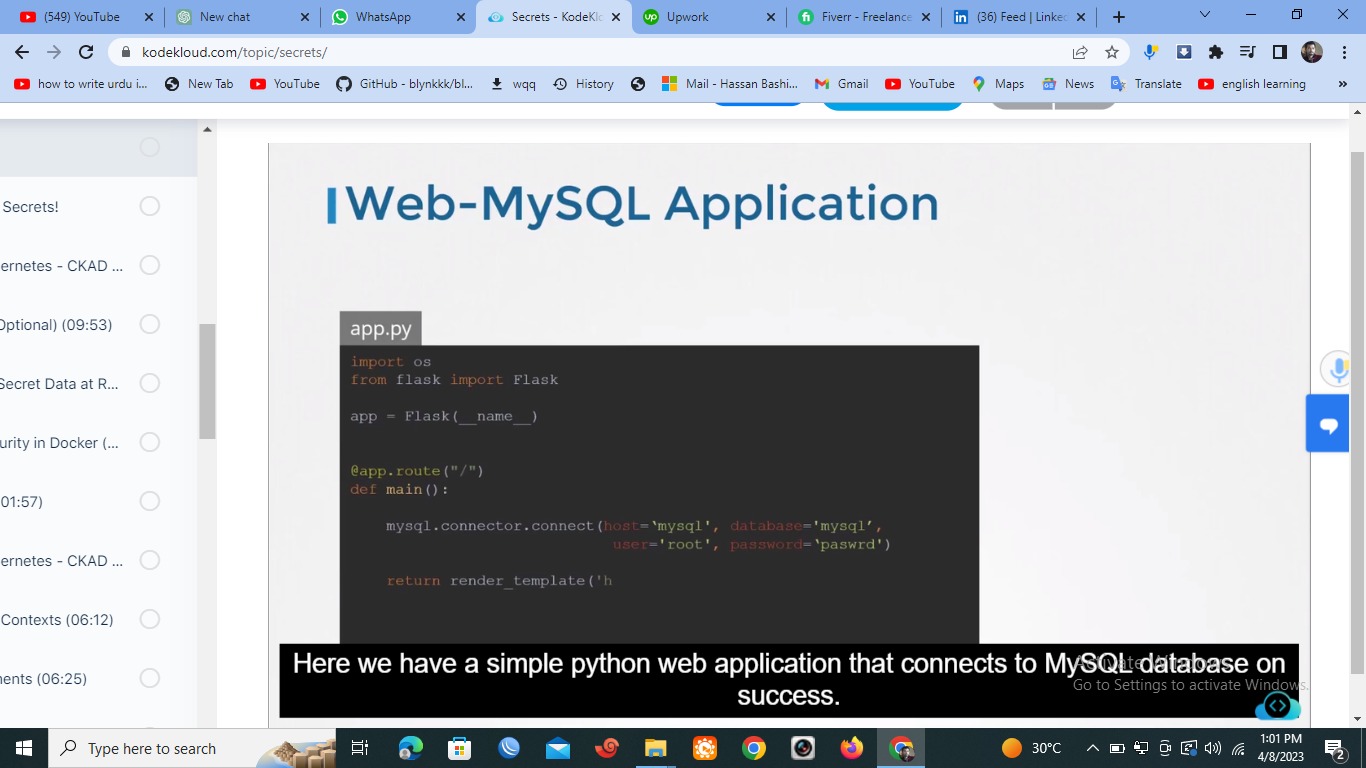 (549) YouTube
New chat
WhatsApp
Secrets - KodeKlo
Upwork
Fiverr - Freelance
(36) Feed | Linked
kodekloud.com/topic/secrets/
how to write urdu i...
New Tab
YouTube
GitHub - blynkkk/bl...
wqq
History
Mail - Hassan Bashi...
Gmail
YouTube
Maps
News
Translate
english learning
»
Secrets!
ernetes - CKAD ...
Optional) (09:53)
Secret Data at R...
urity in Docker (...
01:57)
ernetes - CKAD ...
Contexts (06:12)
nents (06:25)
Web-MySQL Application
app.py
import os
from flask import Flask
app = Flask(__name__)
@app.route("/")
def main():
mysql.connector.connect(host=‘mysql', database='mysql’,
user='root', password=‘paswrd')
return render_template('h
Here we have a simple python web application that connects to MySQL database on
success.
Activate Windows
Go to Settings to activate Windows.
Type here to search
30°C
1:01 PM
4/8/2023
2